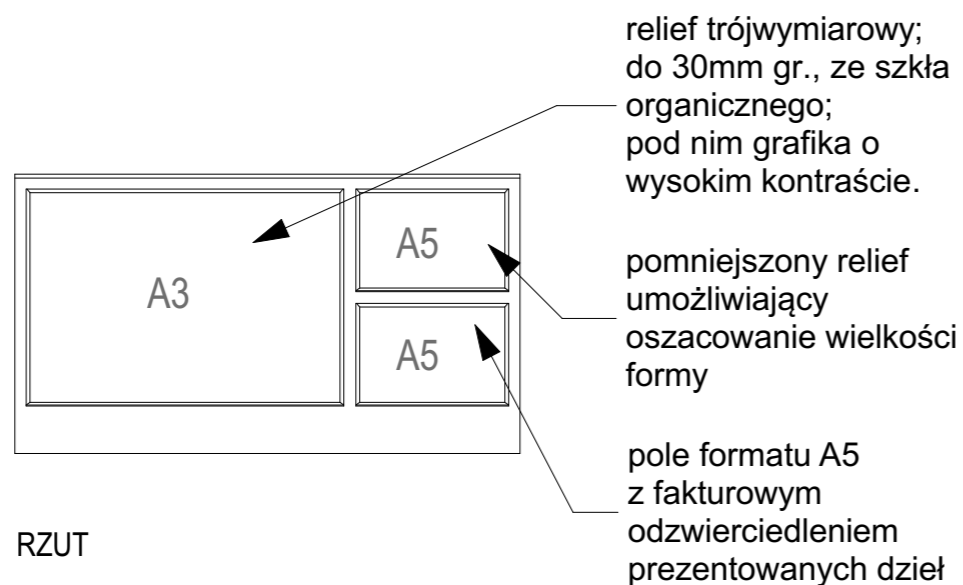 relief trójwymiarowy;
do 30mm gr., ze szkła
organicznego;
pod nim grafika o
wysokim kontraście.
A3
A5
A5
pomniejszony relief
umożliwiający
oszacowanie wielkości
formy
pole formatu A5
z fakturowym
odzwierciedleniem
prezentowanych dzieł
RZUT